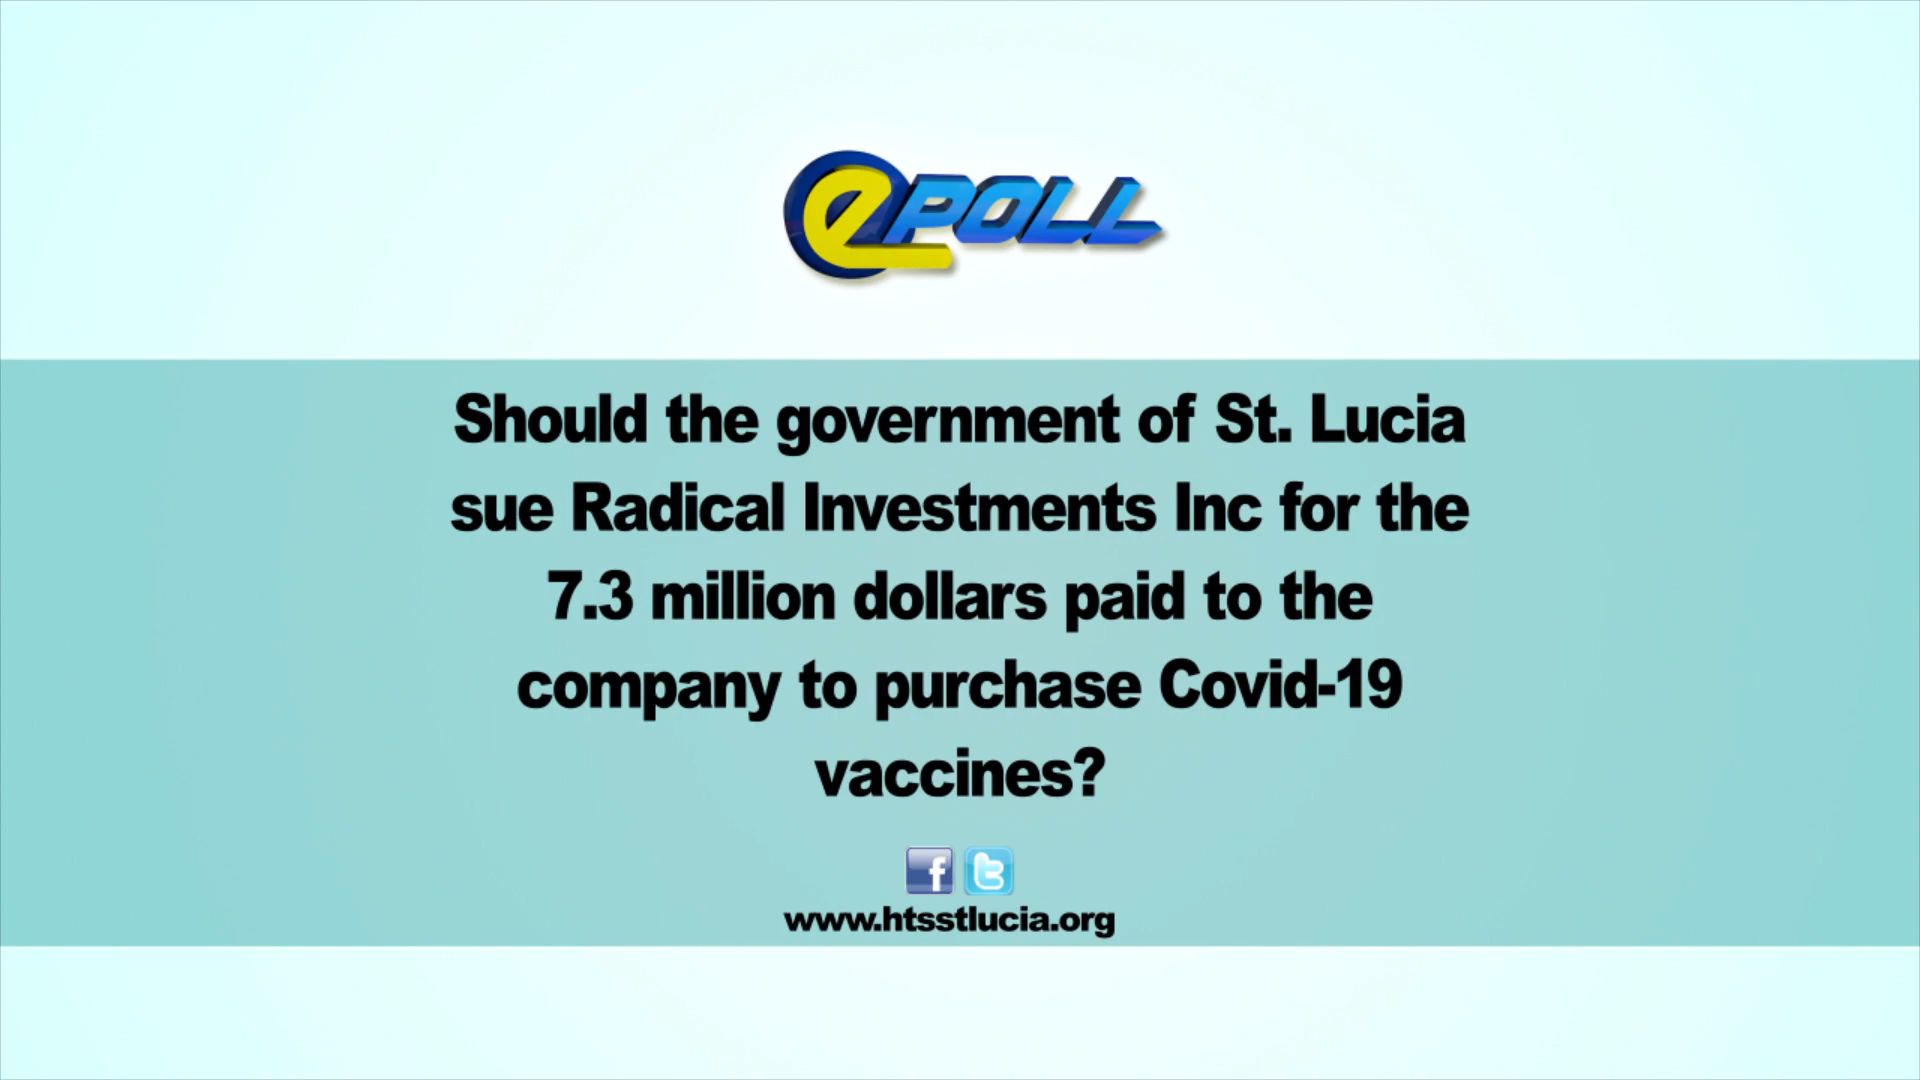 ePOLL
Should the government of St. Lucia
sue Radical Investments Inc for the
7.3 million dollars paid to the
company to purchase Covid-19
vaccines?
f t
www.htsstlucia.org